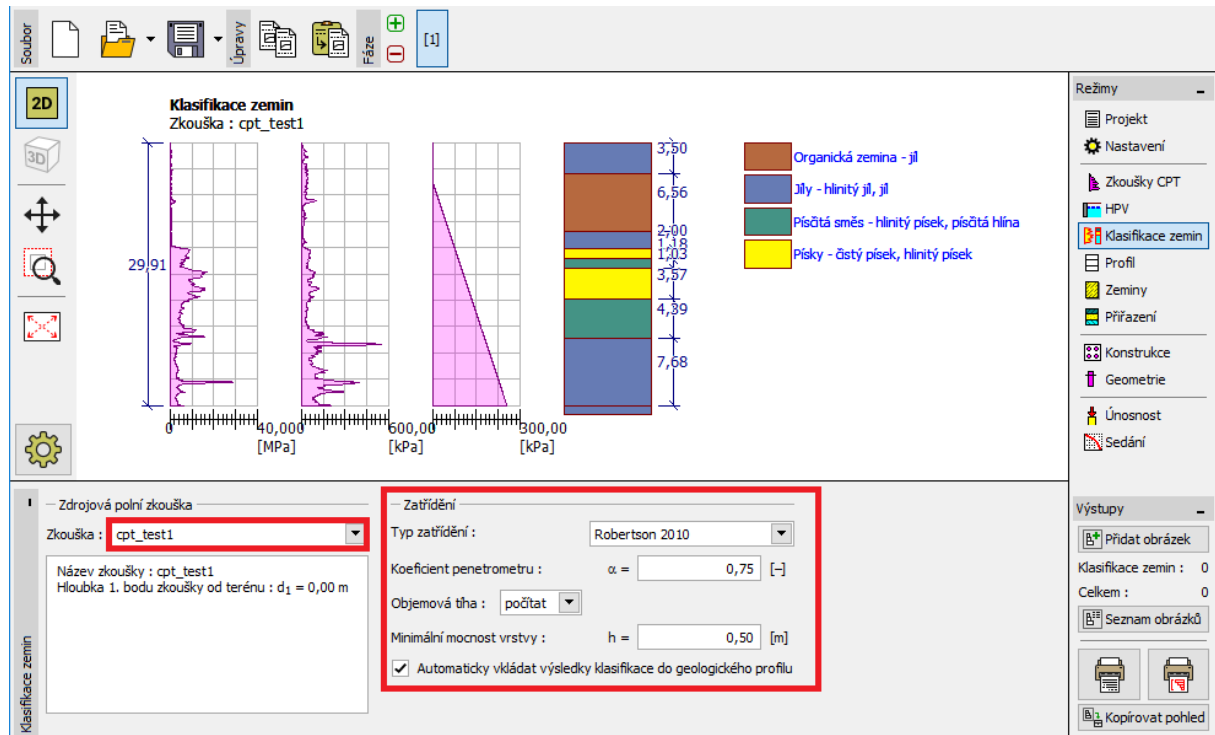 Soubor
Úpravy
Fáze
[1]
2D
3D
Klasifikace zemin
Zkouška : cpt_test1
29,91
0
40,000
[MPa]
600,00
[kPa]
300,00
[kPa]
3,50
6,56
2,00
1,18
1,03
3,57
4,39
7,68
Organická zemina - jíl
Jíly - hlinitý jíl, jíl
Písčitá směs - hlinitý písek, písčitá hlína
Písky - čistý písek, hlinitý písek
Režimy
Projekt
Nastavení
Zkoušky CPT
HPV
Klasifikace zemin
Profil
Zeminy
Přiřazení
Konstrukce
Geometrie
Únosnost
Sedání
Klasifikace zemin
Zdrojová polní zkouška
Zkouška : cpt_test1
Název zkoušky : cpt_test1
Hloubka 1. bodu zkoušky od terénu : d1 = 0,00 m
Zatřídění
Typ zatřídění : Robertson 2010
Koeficient penetrometru : α = 0,75 [–]
Objemová tíha : počítat
Minimální mocnost vrstvy : h = 0,50 [m]
Automaticky vkládat výsledky klasifikace do geologického profilu
Výstupy
Přidat obrázek
Klasifikace zemin : 0
Celkem : 0
Seznam obrázků
Kopírovat pohled